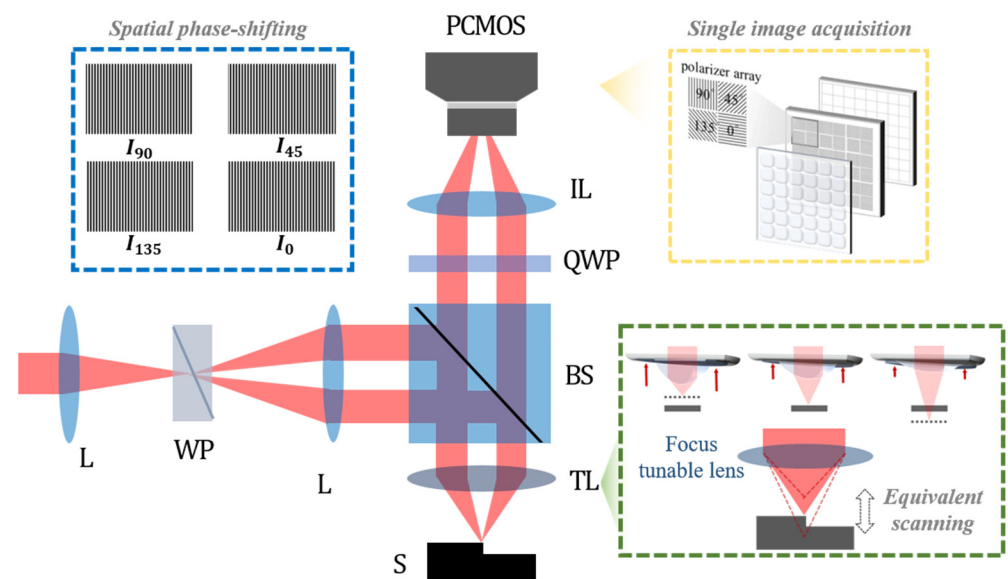 Spatial phase-shifting
PCMOS
Single image acquisition
polarizer array
90° 45°
135° 0°
I90
I45
I135
I0
IL
QWP
BS
L
WP
L
TL
S
Focus
tunable lens
Equivalent
scanning